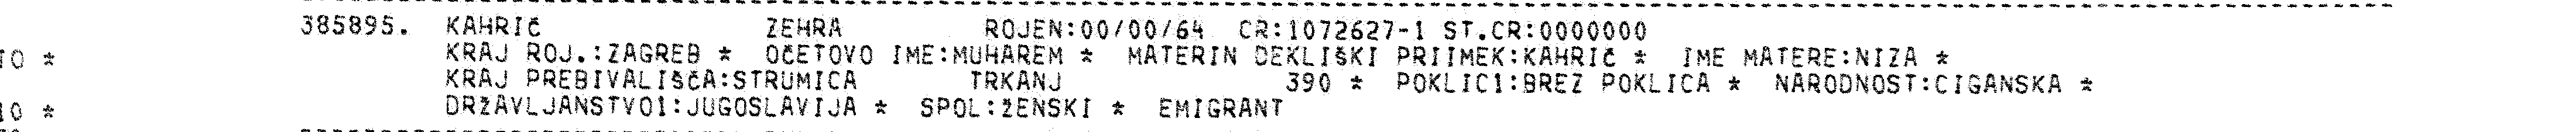 385895. KAHRIČ ZEHRA ROJEN:00/00/64 CR:1072627-1 ST.CR:0000000
TO * KRAJ ROJ.:ZAGREB * OČETOVO IME:MUHAREM * MATERIN DEKLIŠKI PRIIMEK:KAHRIČ * IME MATERE:NIZA *
KRAJ PREBIVALIŠČA:STRUMICA TRKANJ 390 * POKLIC1:BREZ POKLICA * NARODNOST:CIGANSKA *
DRŽAVLJANSTVO1:JUGOSLAVIJA * SPOL:ŽENSKI * EMIGRANT